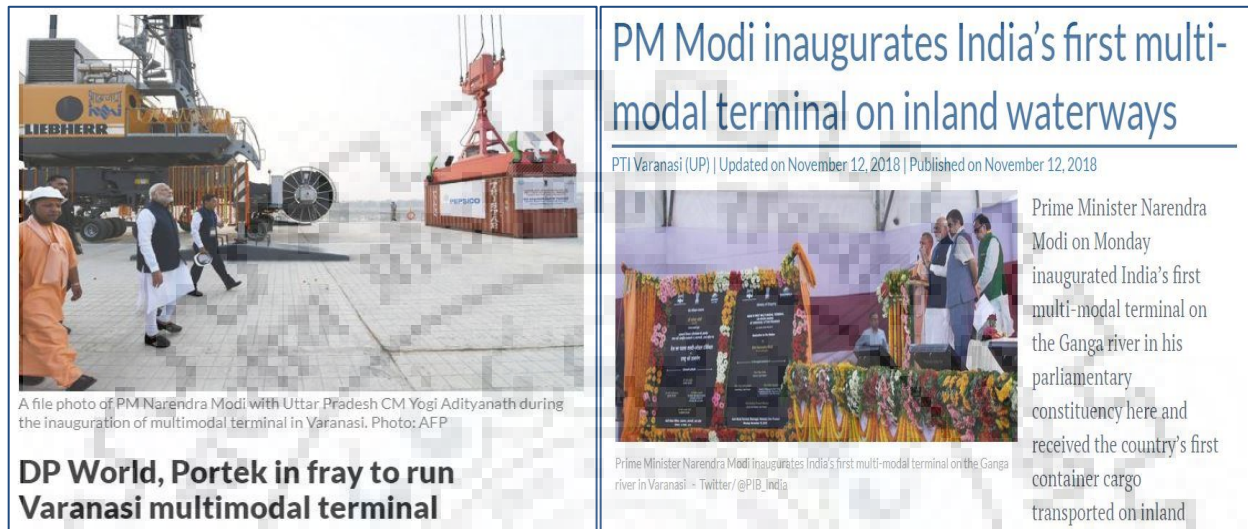 LIEBHERR
PEPSICO
A file photo of PM Narendra Modi with Uttar Pradesh CM Yogi Adityanath during
the inauguration of multimodal terminal in Varanasi. Photo: AFP
DP World, Portek in fray to run
Varanasi multimodal terminal
PM Modi inaugurates India’s first multi-
modal terminal on inland waterways
PTI Varanasi (UP) | Updated on November 12, 2018 | Published on November 12, 2018
Prime Minister Narendra
Modi on Monday
inaugurated India’s first
multi-modal terminal on
the Ganga river in his
parliamentary
constituency here and
received the country’s first
container cargo
transported on inland
Prime Minister Narendra Modi inaugurates India’s first multi-modal terminal on the Ganga
river in Varanasi - Twitter/ @PIB_India